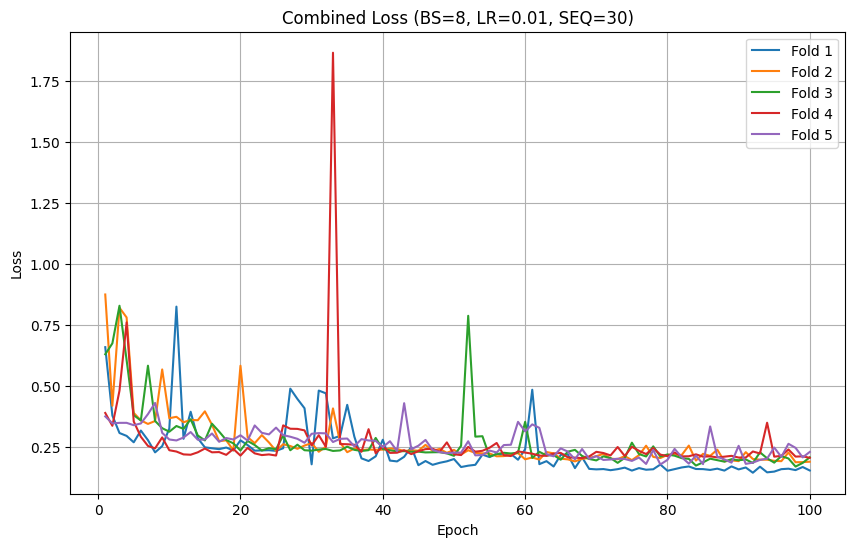 Combined Loss (BS=8, LR=0.01, SEQ=30)
Fold 1
Fold 2
Fold 3
Fold 4
Fold 5
Loss
1.75
1.50
1.25
1.00
0.75
0.50
0.25
0
20
40
60
80
100
Epoch